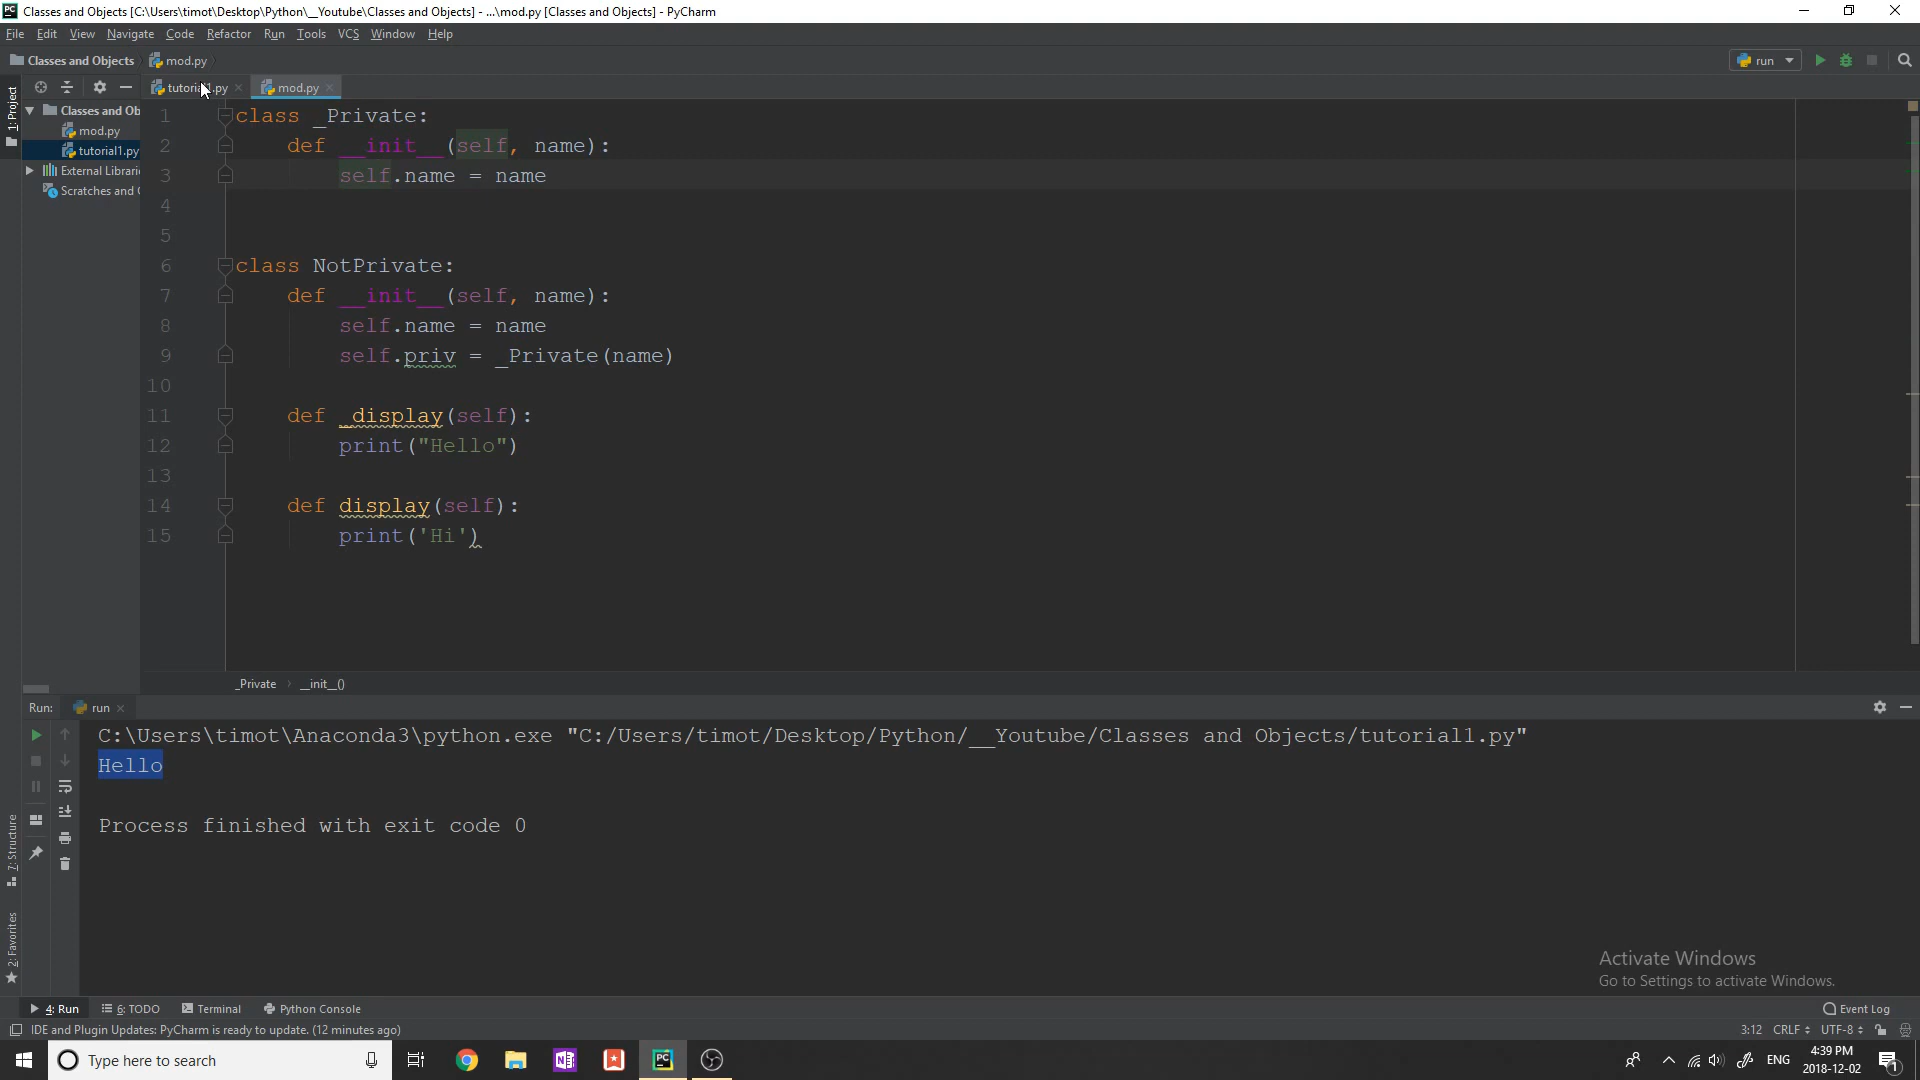 Classes and Objects [C:\Users\timot\Desktop\Python\__Youtube\Classes and Objects] - ...\mod.py [Classes and Objects] - PyCharm
File Edit View Navigate Code Refactor Run Tools VCS Window Help
Classes and Objects mod.py run
1: Project
tutorial1.py mod.py
Classes and Ob
mod.py
tutorial1.py
External Librari
Scratches and
1 class _Private:
2 def __init__(self, name):
3 self.name = name
4
5
6 class NotPrivate:
7 def __init__(self, name):
8 self.name = name
9 self.priv = _Private(name)
10
11 def _display(self):
12 print("Hello")
13
14 def display(self):
15 print('Hi')
_Private __init__()
Run: run
C:\Users\timot\Anaconda3\python.exe "C:/Users/timot/Desktop/Python/__Youtube/Classes and Objects/tutorial1.py"
Hello
Process finished with exit code 0
7: Structure
2: Favorites
Activate Windows
Go to Settings to activate Windows.
4: Run 6: TODO Terminal Python Console Event Log
IDE and Plugin Updates: PyCharm is ready to update. (12 minutes ago) 3:12 CRLF UTF-8
Type here to search PC ENG 4:39 PM
2018-12-02 1